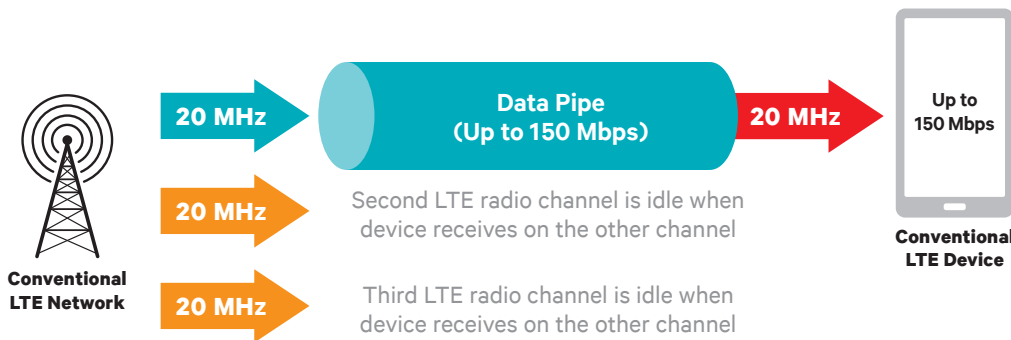 20 MHz
Data Pipe
(Up to 150 Mbps)
20 MHz
Up to
150 Mbps
20 MHz
Second LTE radio channel is idle when
device receives on the other channel
Conventional
LTE Device
Conventional
LTE Network
20 MHz
Third LTE radio channel is idle when
device receives on the other channel